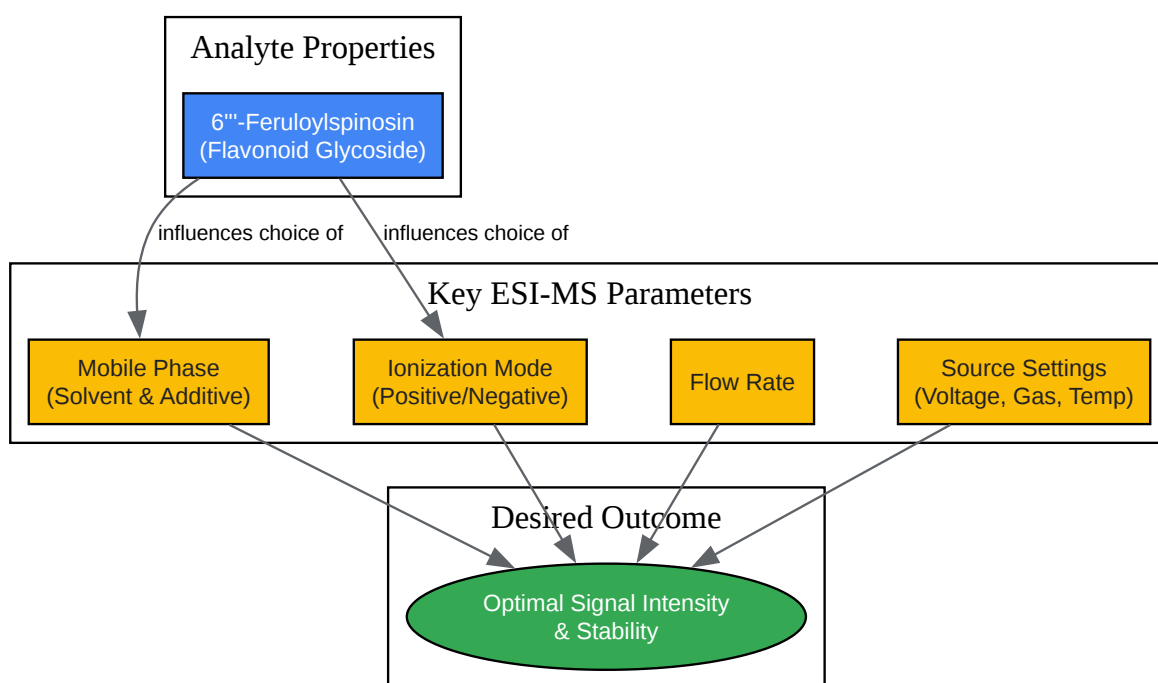 Analyte Properties
6'''-Feruloylspinosin
(Flavonoid Glycoside)
influences choice of
influences choice of
Key ESI-MS Parameters
Mobile Phase
(Solvent & Additive)
Ionization Mode
(Positive/Negative)
Flow Rate
Source Settings
(Voltage, Gas, Temp)
Desired Outcome
Optimal Signal Intensity
& Stability